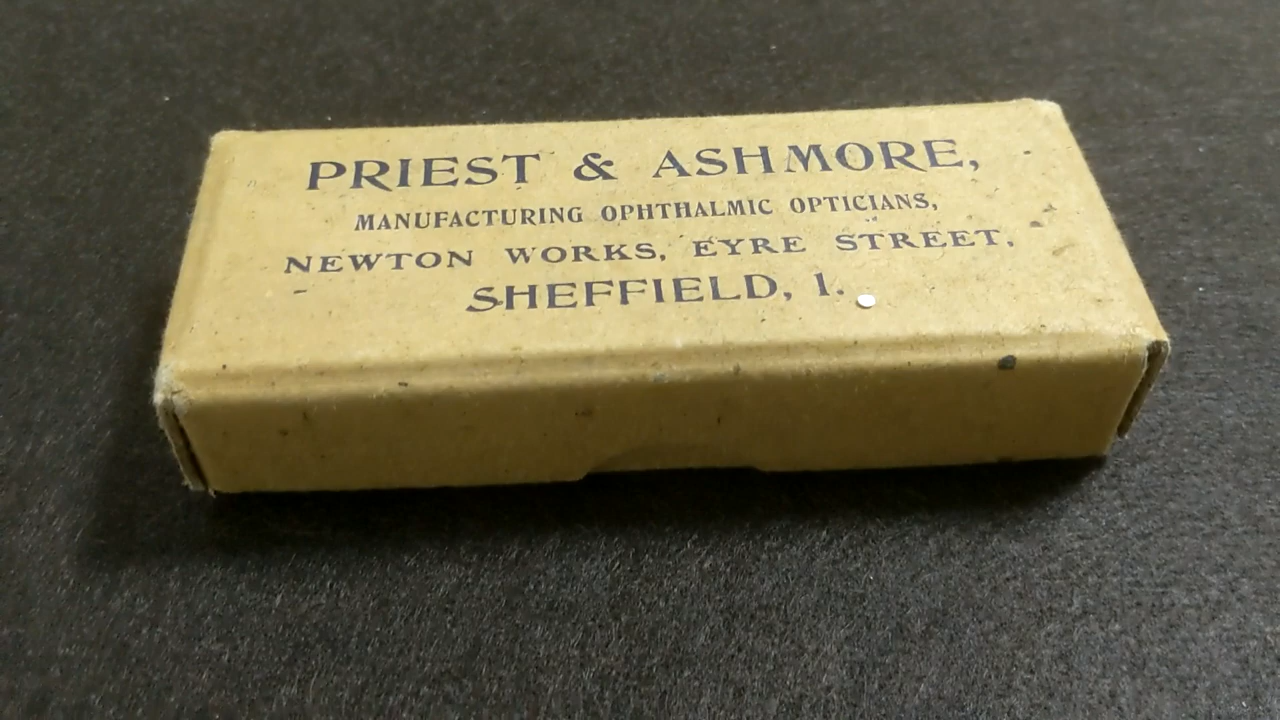 PRIEST & ASHMORE,
MANUFACTURING OPHTHALMIC OPTICIANS,
NEWTON WORKS, EYRE STREET,
SHEFFIELD, 1.